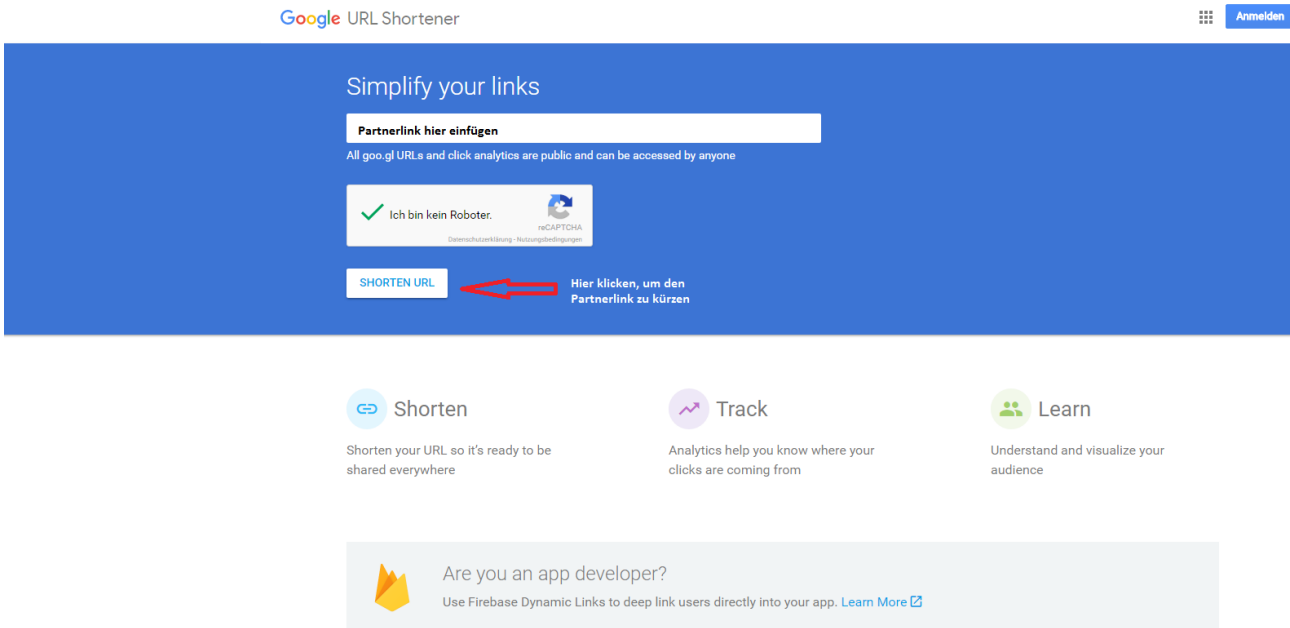 Google URL Shortener
Anmelden
Simplify your links
Partnerlink hier einfügen
All goo.gl URLs and click analytics are public and can be accessed by anyone
Ich bin kein Roboter.
reCAPTCHA
Datenschutzerklärung - Nutzungsbedingungen
SHORTEN URL
Hier klicken, um den
Partnerlink zu kürzen
Shorten
Shorten your URL so it's ready to be
shared everywhere
Track
Analytics help you know where your
clicks are coming from
Learn
Understand and visualize your
audience
Are you an app developer?
Use Firebase Dynamic Links to deep link users directly into your app. Learn More